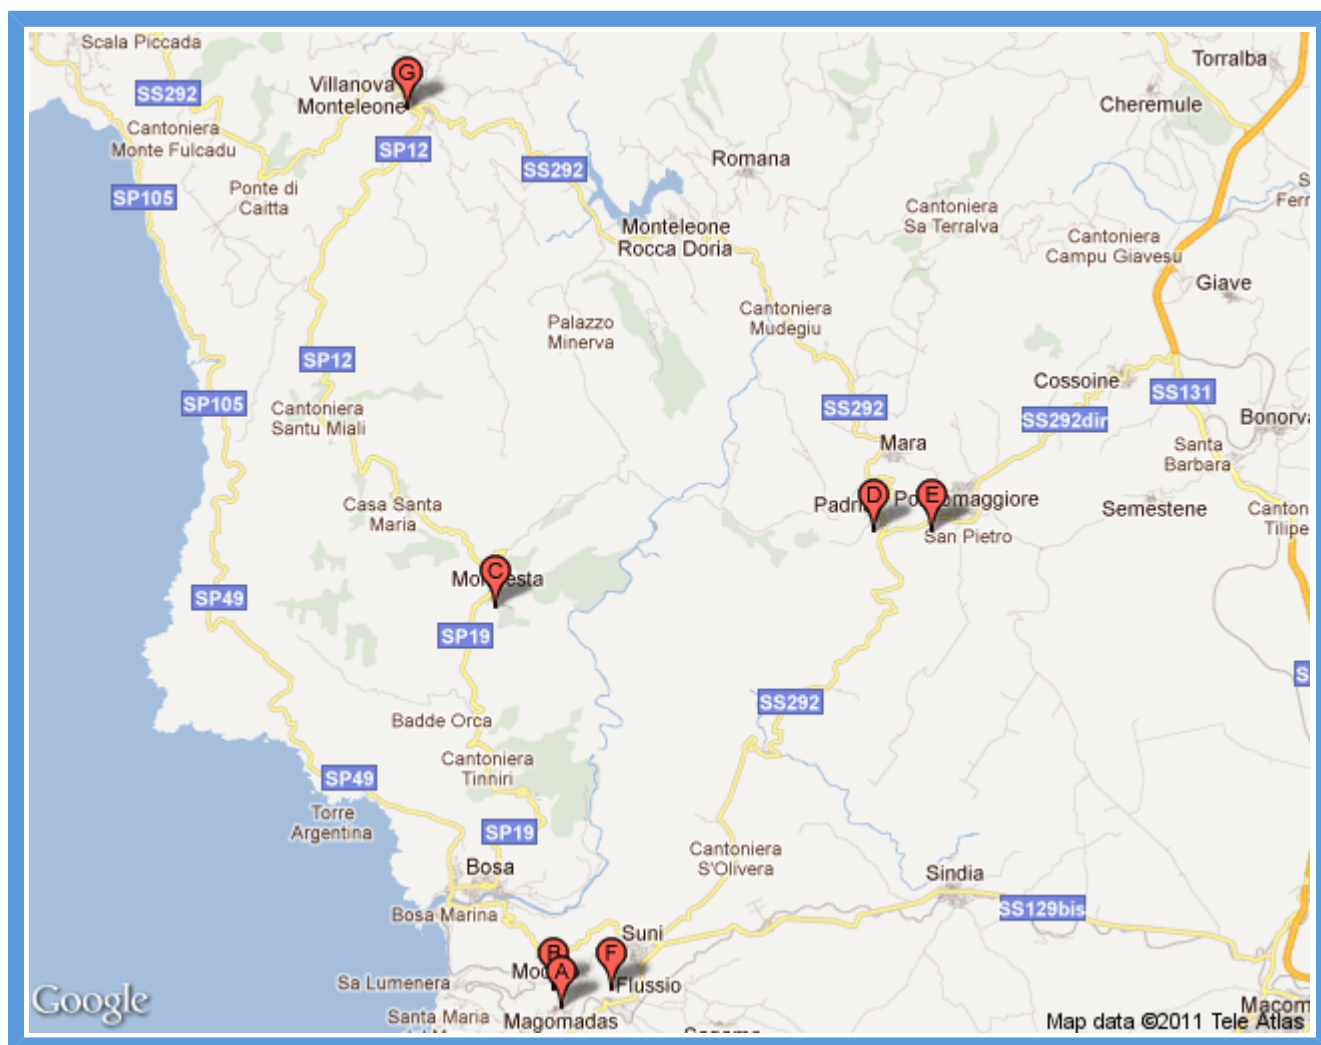 Scala Piccada
Torralba
G
Villanova
Monteleone
SS292
Cheremule
Cantoniera
Monte Fulcadu
SP12
SS292
Romana
SP105
Ponte di
Caitta
Cantoniera
Sa Terralva
Monteleone
Rocca Doria
Cantoniera
Campu Giavesu
Giave
Palazzo
Minerva
Cantoniera
Mudegiu
SP12
Cossoine
SS131
SP105
Cantoniera
Santu Miali
SS292
SS292dir
Mara
Santa
Barbara
Casa Santa
Maria
D
E
San Pietro
Semestene
C
SP49
SP19
SS292
Badde Orca
Cantoniera
Tinniri
SP49
Torre
Argentina
SP19
Cantoniera
S'Olivera
Bosa
Sindia
Bosa Marina
SS129bis
Suni
B
F
A
Sa Lumenera
Flussio
Google
Santa Maria
Magomadas
Map data ©2011 Tele Atlas